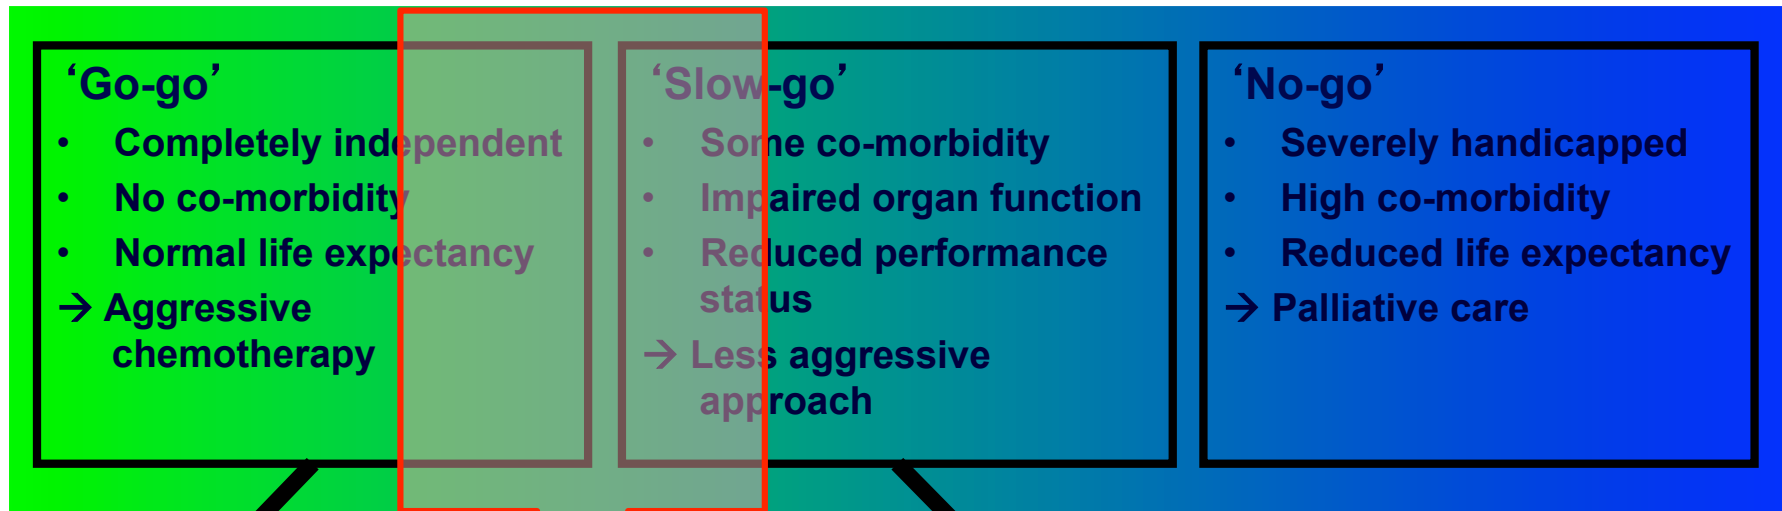 ‘Go-go’
• Completely independent
• No co-morbidity
• Normal life expectancy
→ Aggressive
chemotherapy
‘Slow-go’
• Some co-morbidity
• Impaired organ function
• Reduced performance
status
→ Less aggressive
approach
‘No-go’
• Severely handicapped
• High co-morbidity
• Reduced life expectancy
→ Palliative care